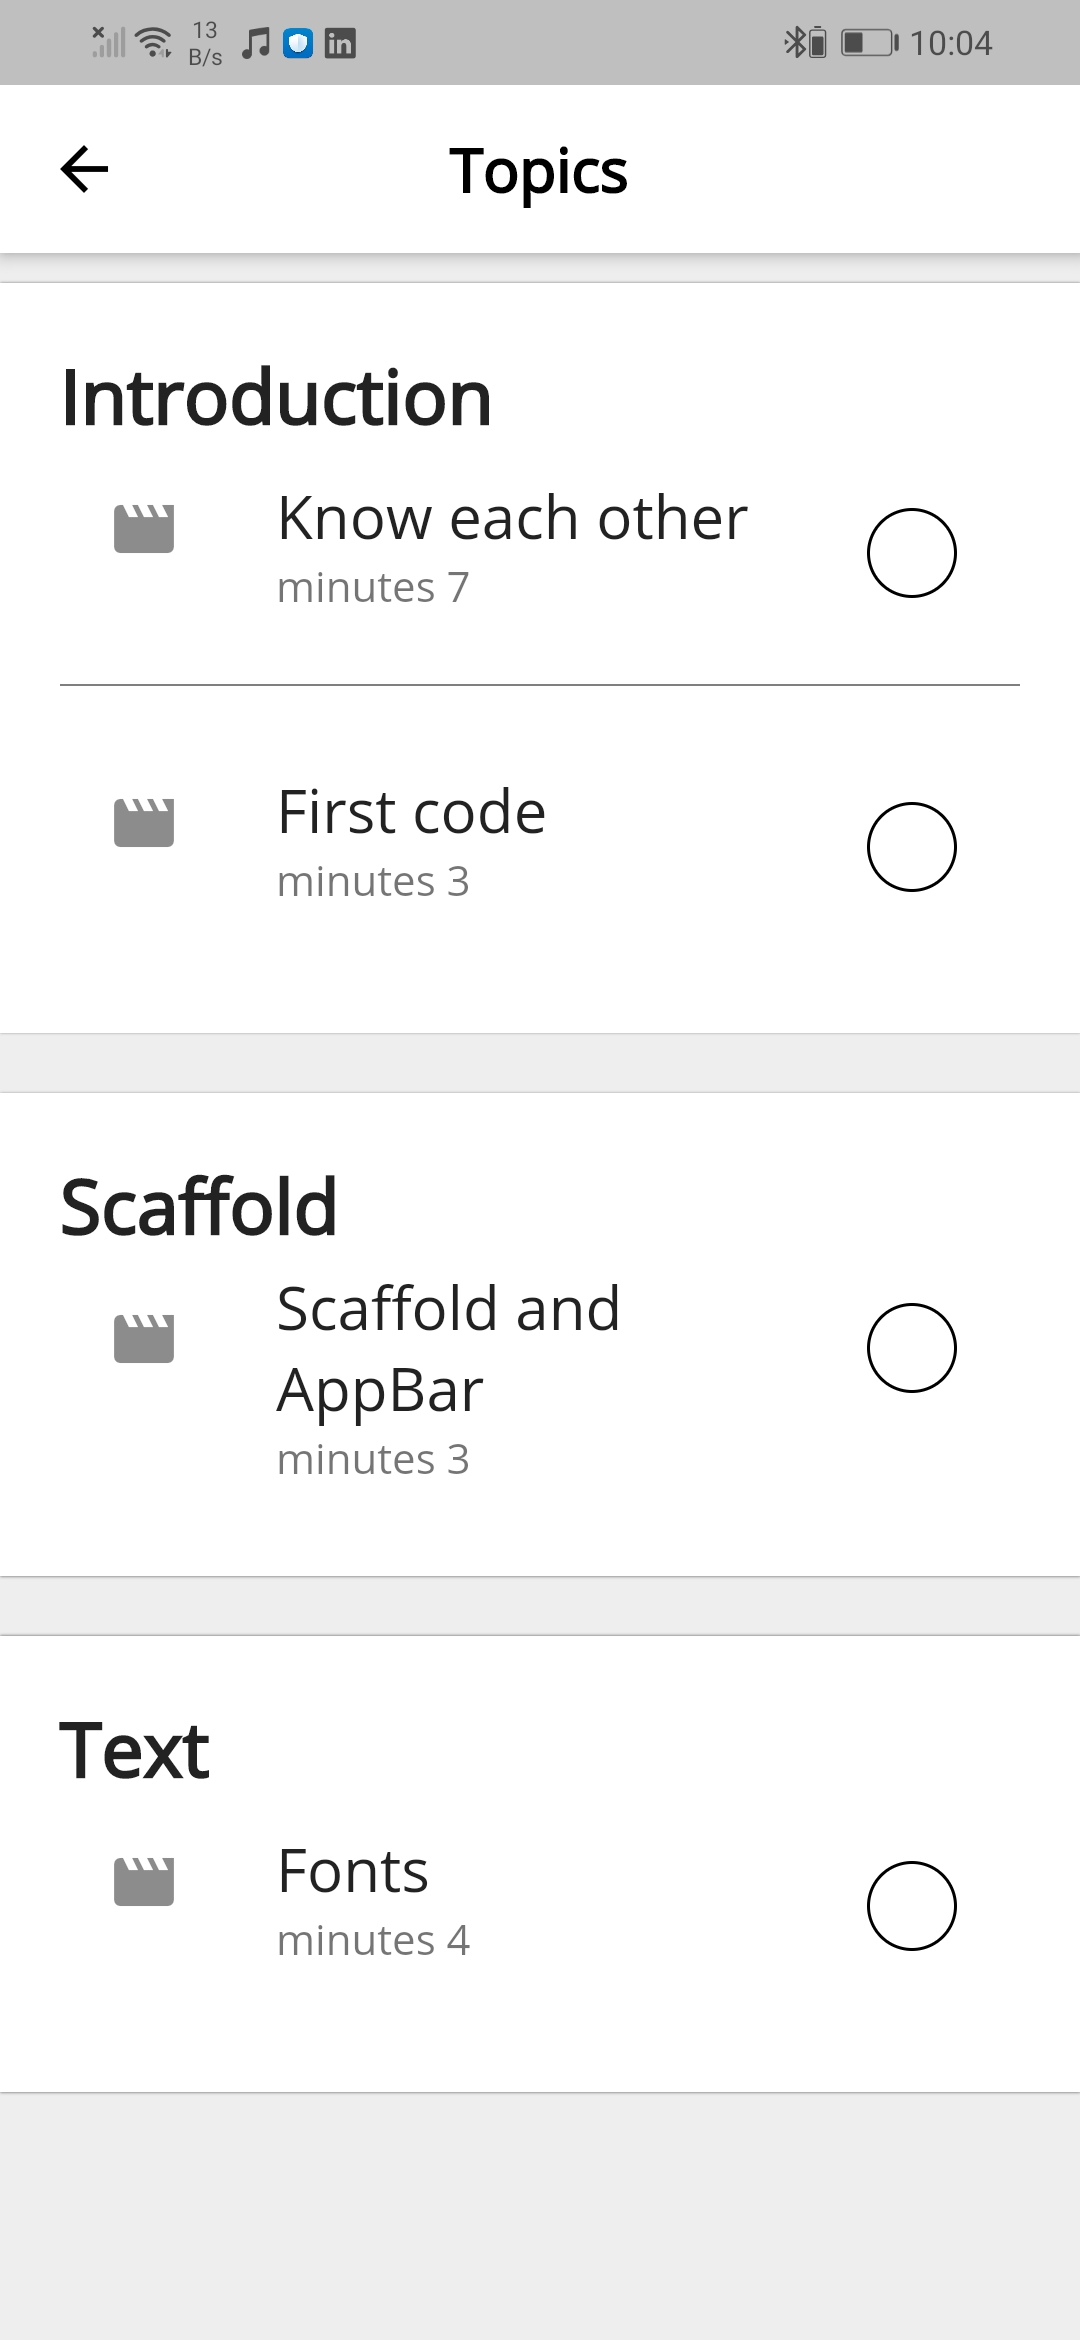 13
B/s
in
10:04
Topics
Introduction
Know each other
minutes 7
First code
minutes 3
Scaffold
Scaffold and
AppBar
minutes 3
Text
Fonts
minutes 4